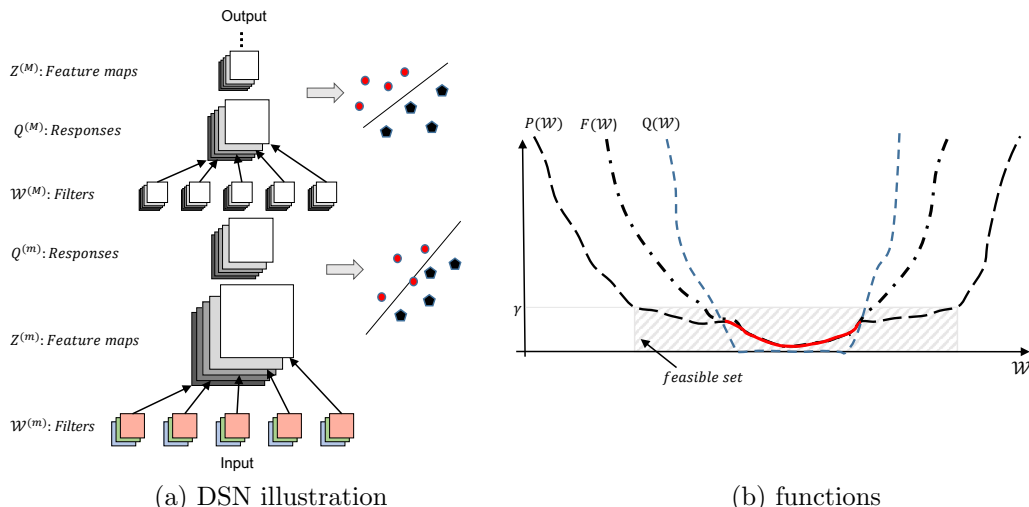 Output
Z^(M): Feature maps
Q^(M): Responses
W^(M): Filters
Q^(m): Responses
Z^(m): Feature maps
W^(m): Filters
Input
(a) DSN illustration
P(W) F(W) Q(W)
γ
W
feasible set
(b) functions